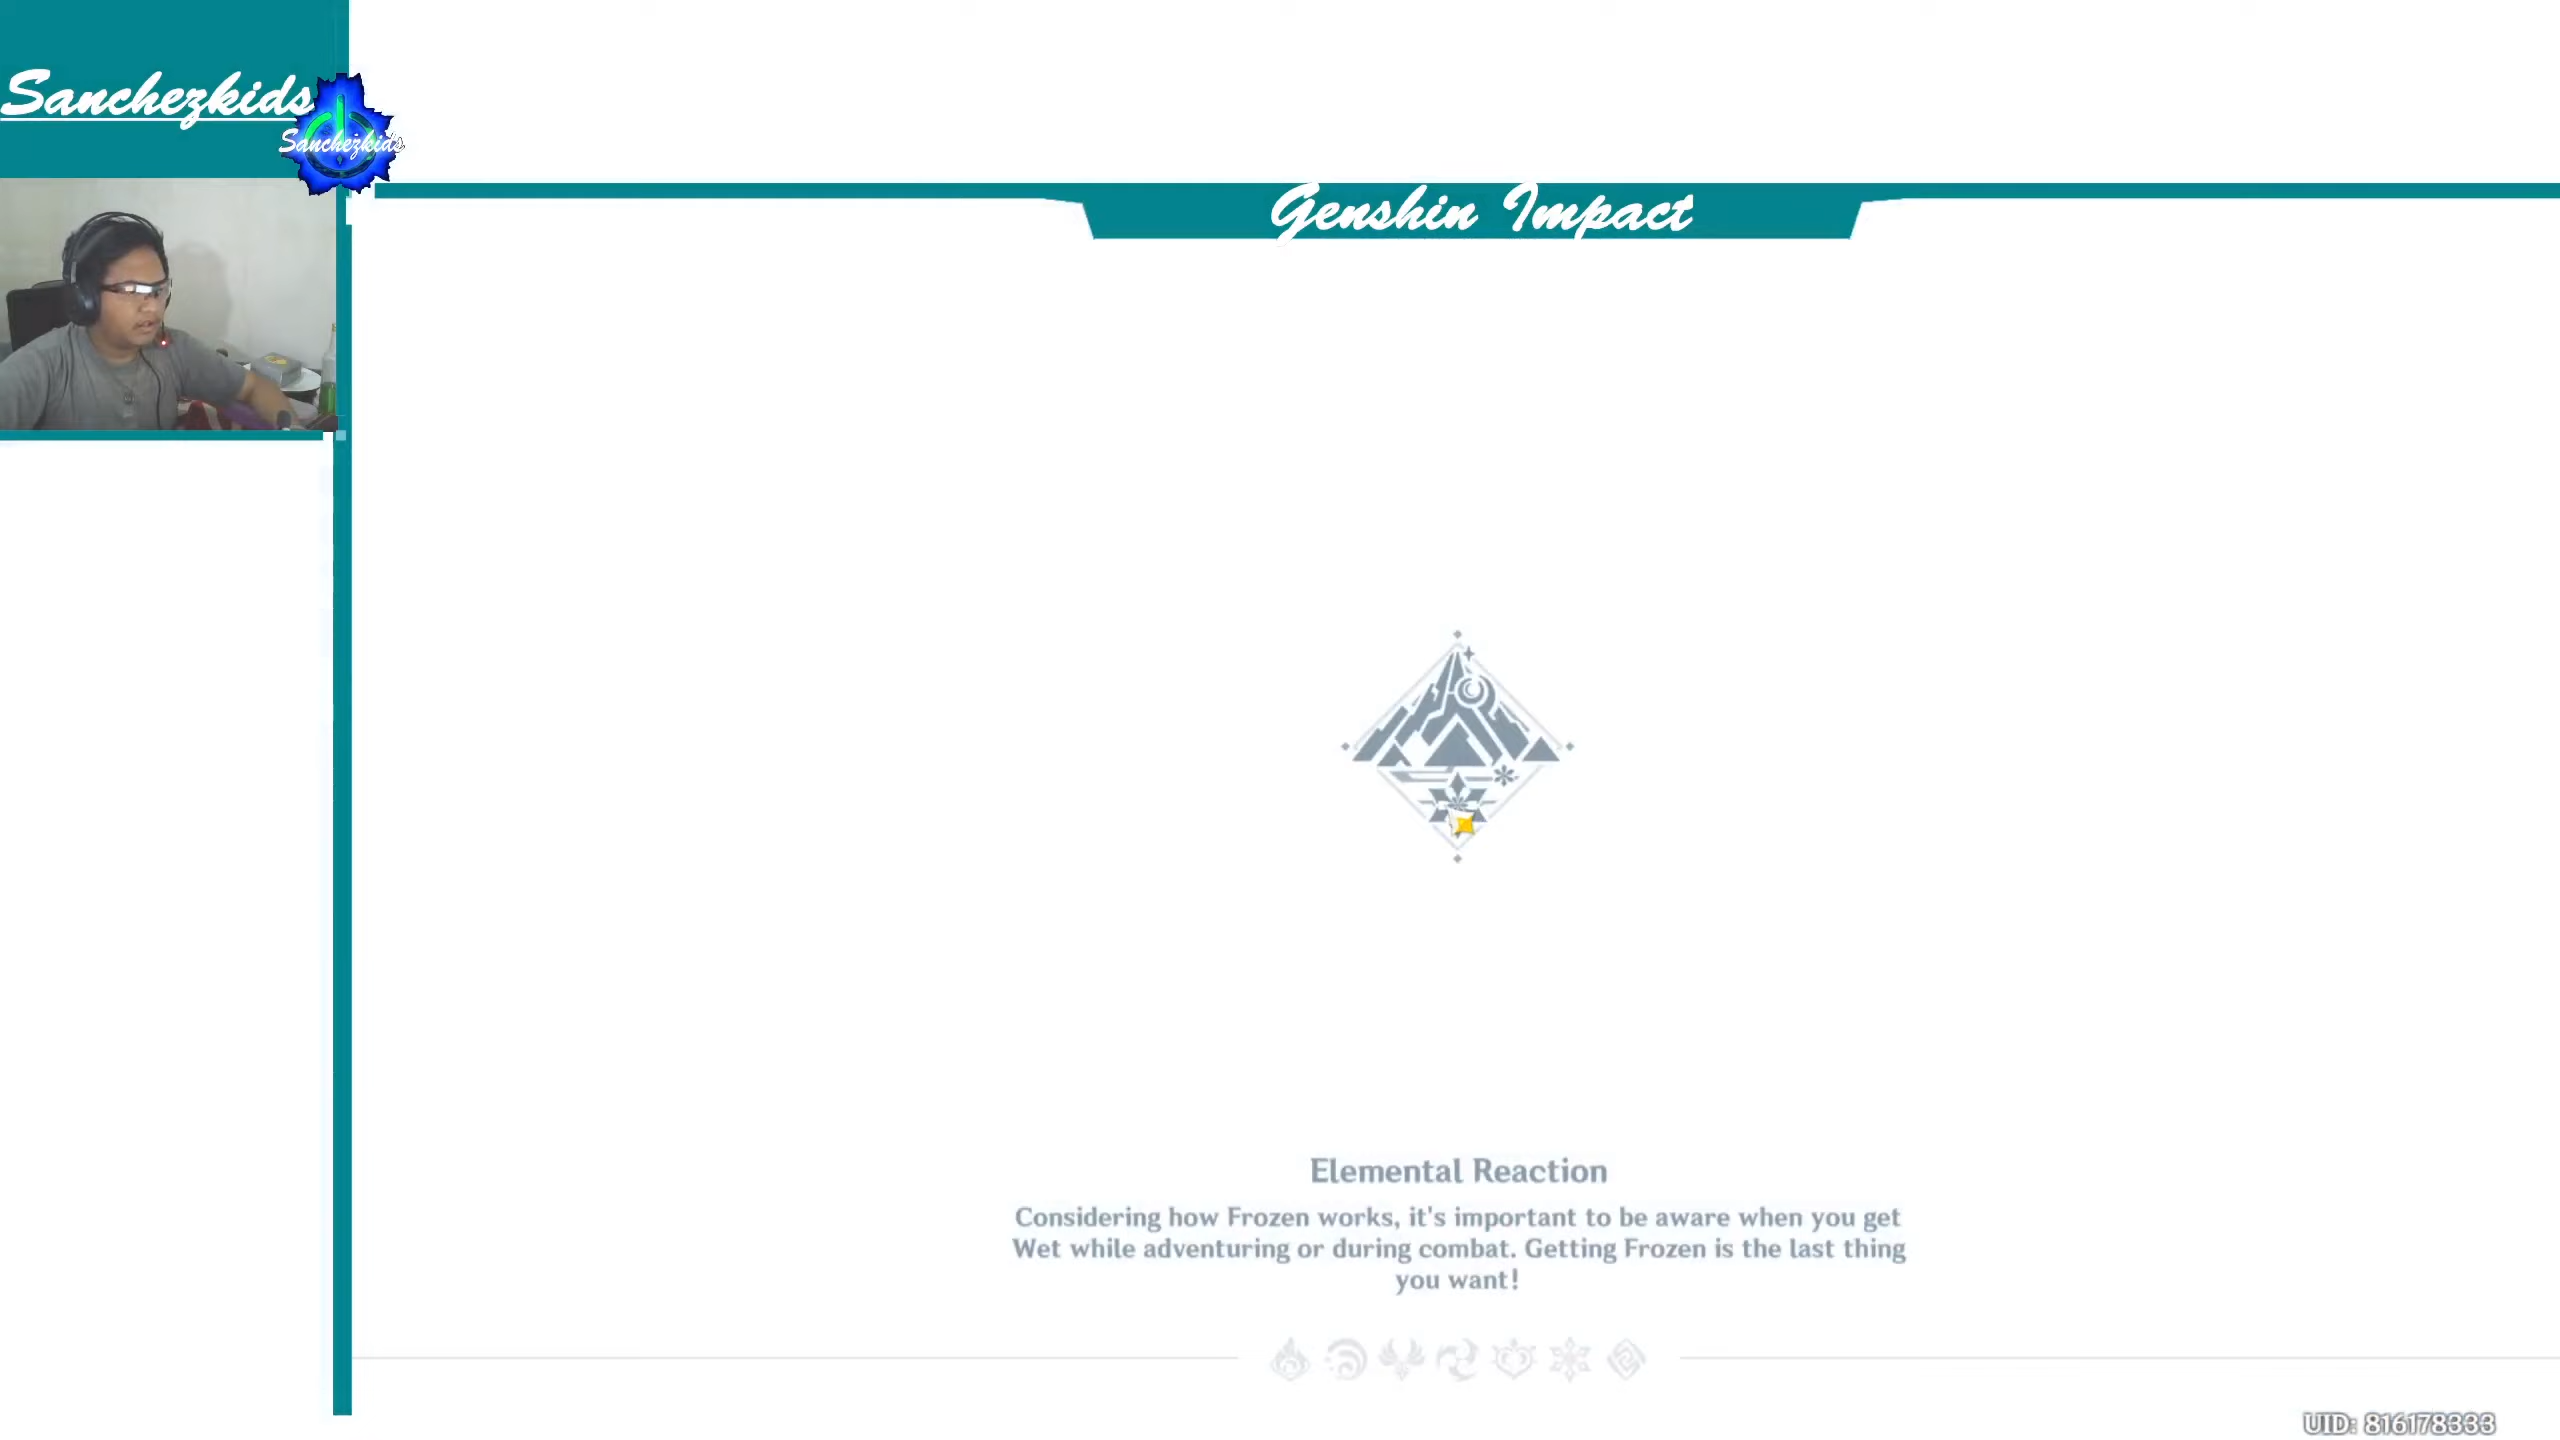 Sanchezkids
Sanchezkids
Genshin Impact
Elemental Reaction
Considering how Frozen works, it's important to be aware when you get
Wet while adventuring or during combat. Getting Frozen is the last thing
you want!
UID: 816178333